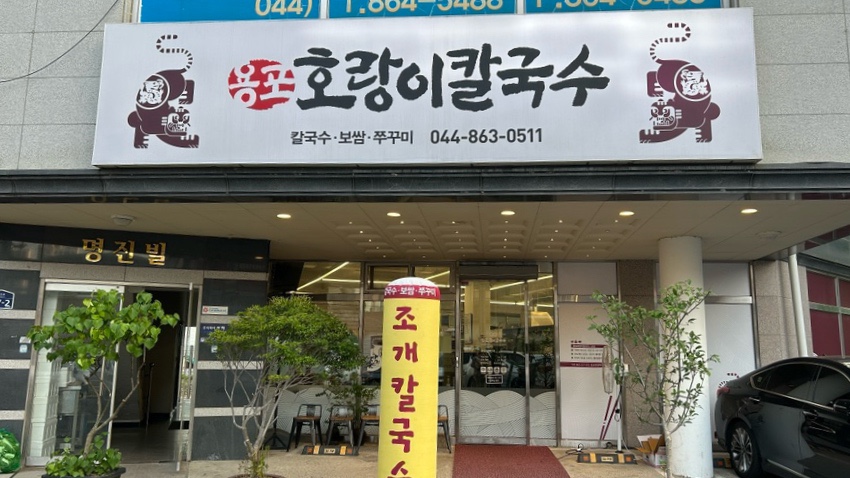 044)
용포 호랑이칼국수
칼국수·보쌈·쭈꾸미 044-863-0511
명진빌
국수·보쌈·쭈꾸미
조개칼국수